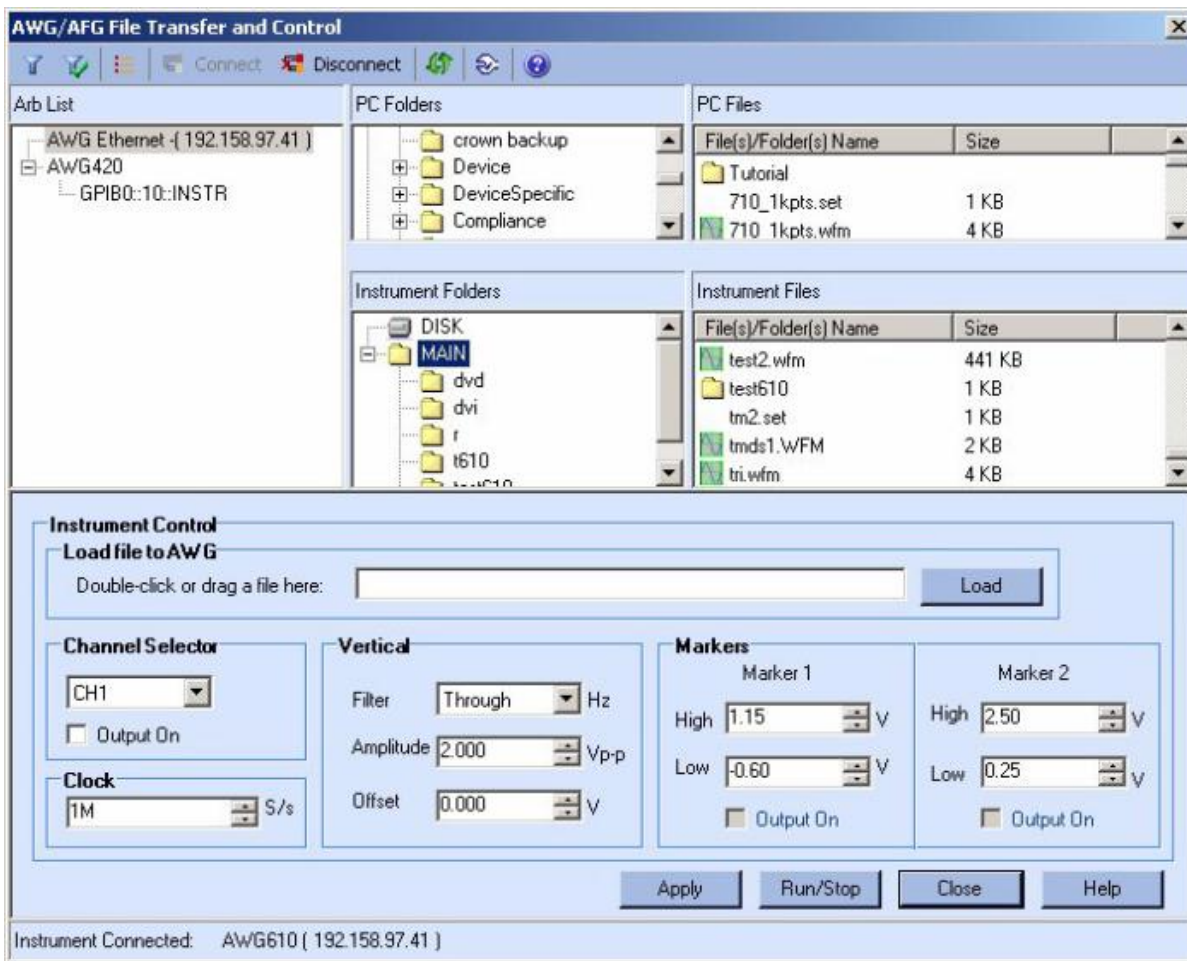 AWG/AFG File Transfer and Control
Connect Disconnect
Arb List
AWG Ethernet -( 192.158.97.41 )
AWG420
GPIB0::10::INSTR
PC Folders
crown backup
Device
DeviceSpecific
Compliance
PC Files
File(s)/Folder(s) Name Size
Tutorial
710_1kpts.set 1 KB
710_1kpts.wfm 4 KB
Instrument Folders
DISK
MAIN
dvd
dvi
r
t610
Instrument Files
File(s)/Folder(s) Name Size
test2.wfm 441 KB
test610 1 KB
tm2.set 1 KB
tmds1.WFM 2 KB
tri.wfm 4 KB
Instrument Control
Load file to AWG
Double-click or drag a file here: Load
Channel Selector
CH1
Output On
Clock
1M S/s
Vertical
Filter Through Hz
Amplitude 2.000 Vp-p
Offset 0.000 V
Markers
Marker 1
High 1.15 V
Low -0.60 V
Output On
Marker 2
High 2.50 V
Low 0.25 V
Output On
Apply Run/Stop Close Help
Instrument Connected: AWG610 ( 192.158.97.41 )